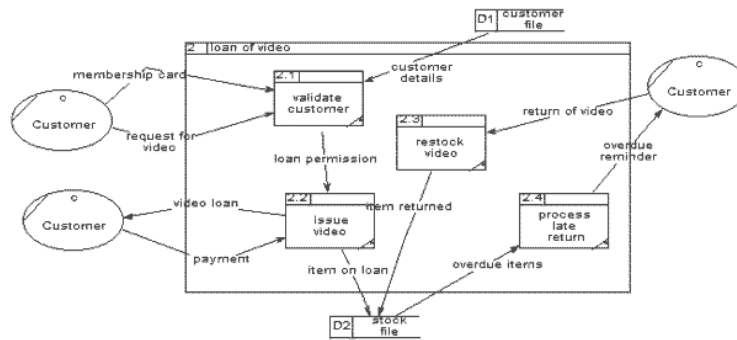 D1 customer
file
2 loan of video
membership card
2.1
customer
details
c
validate
customer
c
Customer
2.3
return of video
Customer
request for
video
restock
video
overdue
reminder
loan permission
c
2.2
2.4
video loan
item returned
Customer
issue
video
process
late
return
payment
item on loan
overdue items
D2 stock
file